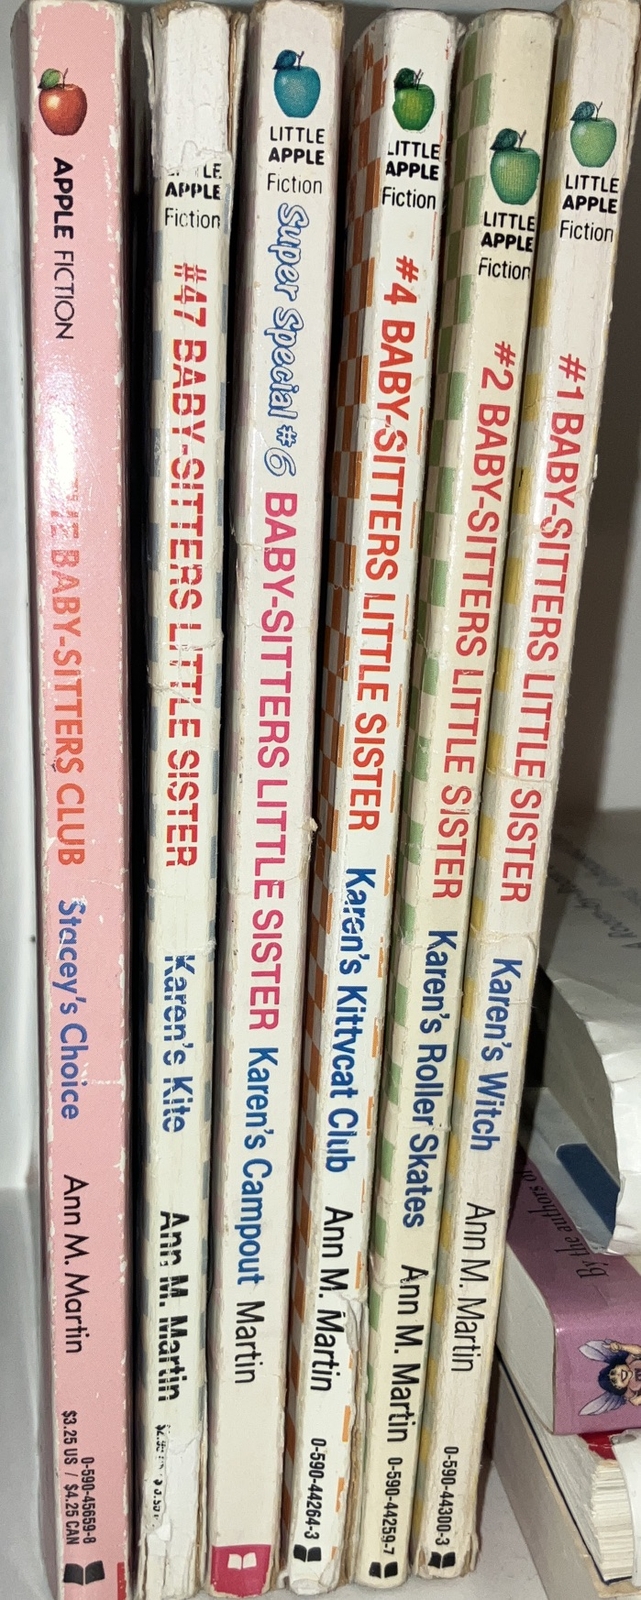 APPLE FICTION
BABY-SITTERS CLUB
Stacey's Choice
Ann M. Martin
0-590-45659-8
$3.25 US / $4.25 CAN
APPLE
Fiction
#47 BABY-SITTERS LITTLE SISTER
Karen's Kite
Ann M. Martin
LITTLE
APPLE
Fiction
Super Special #6
BABY-SITTERS LITTLE SISTER
Karen's Campout
Martin
LITTLE
APPLE
Fiction
#4 BABY-SITTERS LITTLE SISTER
Karen's Kittycat Club
Ann M. Martin
0-590-44264-3
LITTLE
APPLE
Fiction
#2 BABY-SITTERS LITTLE SISTER
Karen's Roller Skates
Ann M. Martin
0-590-44259-7
LITTLE
APPLE
Fiction
#1 BABY-SITTERS LITTLE SISTER
Karen's Witch
Ann M. Martin
0-590-44300-3
By the authors of